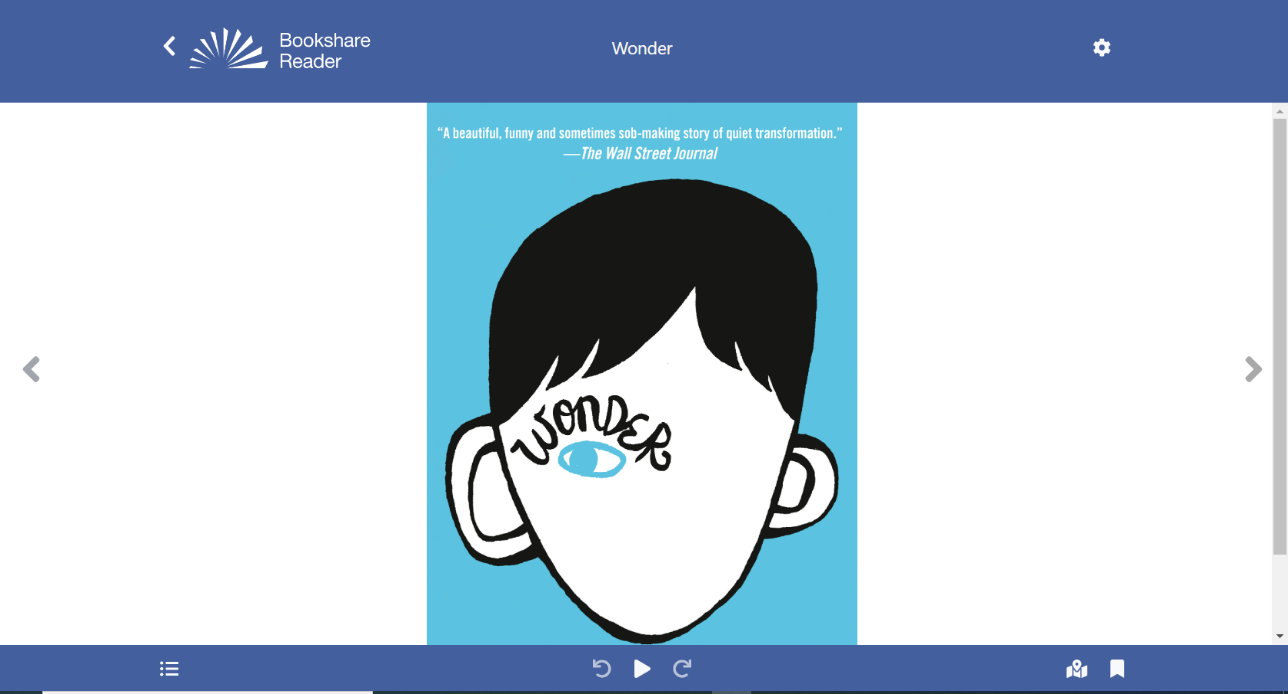 Bookshare
Reader
Wonder
“A beautiful, funny and sometimes sob-making story of quiet transformation.”
—The Wall Street Journal
WONDER